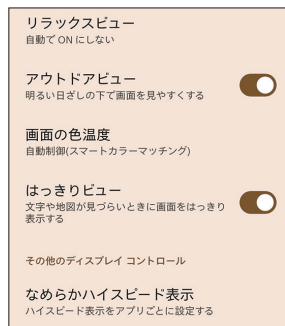 リラックスビュー
自動で ON にしない
アウトドアビュー
明るい日ざしの下で画面を見やすくする
画面の色温度
自動制御(スマートカラーマッチング)
はっきりビュー
文字や地図が見づらいときに画面をはっきり
表示する
その他のディスプレイ コントロール
なめらかハイスピード表示
ハイスピード表示をアプリごとに設定する